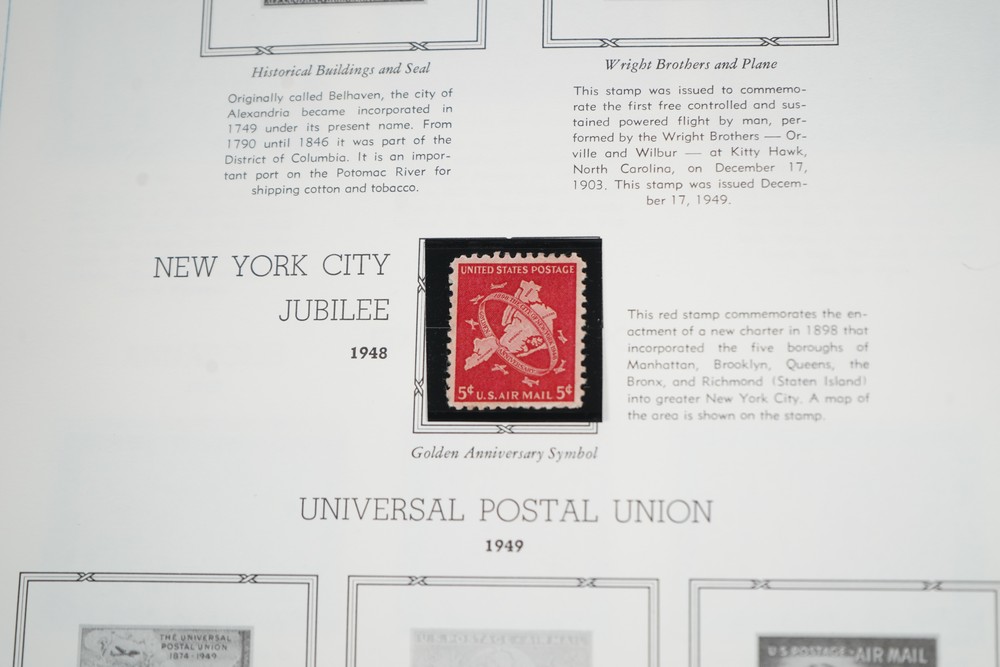 Historical Buildings and Seal
Originally called Belhaven, the city of
Alexandria became incorporated in
1749 under its present name. From
1790 until 1846 it was part of the
District of Columbia. It is an impor-
tant port on the Potomac River for
shipping cotton and tobacco.
Wright Brothers and Plane
This stamp was issued to commemo-
rate the first free controlled and sus-
tained powered flight by man, per-
formed by the Wright Brothers — Or-
ville and Wilbur — at Kitty Hawk,
North Carolina, on December 17,
1903. This stamp was issued Decem-
ber 17, 1949.
NEW YORK CITY
JUBILEE
1948
UNITED STATES POSTAGE
5¢ U.S. AIR MAIL 5¢
Golden Anniversary Symbol
This red stamp commemorates the en-
actment of a new charter in 1898 that
incorporated the five boroughs of
Manhattan, Brooklyn, Queens, the
Bronx, and Richmond (Staten Island)
into greater New York City. A map of
the area is shown on the stamp.
UNIVERSAL POSTAL UNION
1949
THE UNIVERSAL
POSTAL UNION
1874-1949
U.S. POSTAGE-AIR MAIL